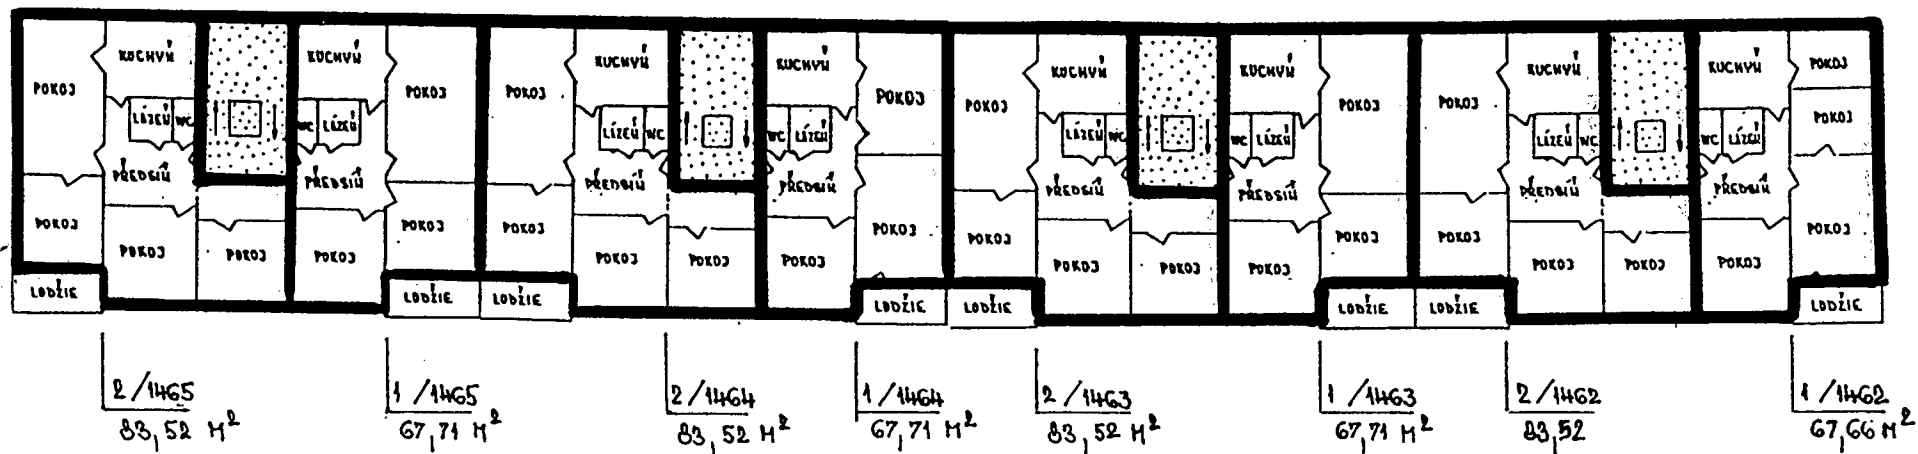 KUCHYŇ KUCHYŇ KUCHYŇ KUCHYŇ KUCHYŇ KUCHYŇ KUCHYŇ KUCHYŇ
POKOJ POKOJ POKOJ POKOJ POKOJ POKOJ POKOJ POKOJ
LÁZEŇ WC WC LÁZEŇ LÁZEŇ WC WC LÁZEŇ LÁZEŇ WC WC LÁZEŇ LÁZEŇ WC WC LÁZEŇ POKOJ
PŘEDSÍŇ PŘEDSÍŇ PŘEDSÍŇ PŘEDSÍŇ PŘEDSÍŇ PŘEDSÍŇ PŘEDSÍŇ PŘEDSÍŇ
POKOJ POKOJ POKOJ POKOJ POKOJ POKOJ POKOJ POKOJ
POKOJ POKOJ POKOJ POKOJ POKOJ POKOJ POKOJ POKOJ POKOJ POKOJ POKOJ POKOJ
LODŽIE LODŽIE LODŽIE LODŽIE LODŽIE LODŽIE LODŽIE LODŽIE
2/1465 1/1465 2/1464 1/1464 2/1463 1/1463 2/1462 1/1462
83,52 M² 67,71 M² 83,52 M² 67,71 M² 83,52 M² 67,71 M² 83,52 67,66 M²